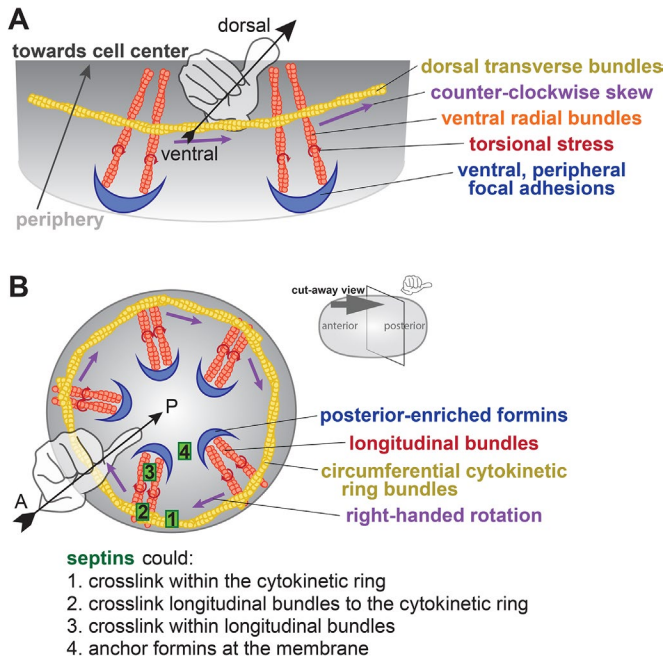 A
dorsal
towards cell center
dorsal transverse bundles
counter-clockwise skew
ventral radial bundles
torsional stress
ventral, peripheral
focal adhesions
ventral
periphery
B
cut-away view
anterior
posterior
P
A
4
3
2
1
posterior-enriched formins
longitudinal bundles
circumferential cytokinetic
ring bundles
right-handed rotation
septins could:
1. crosslink within the cytokinetic ring
2. crosslink longitudinal bundles to the cytokinetic ring
3. crosslink within longitudinal bundles
4. anchor formins at the membrane